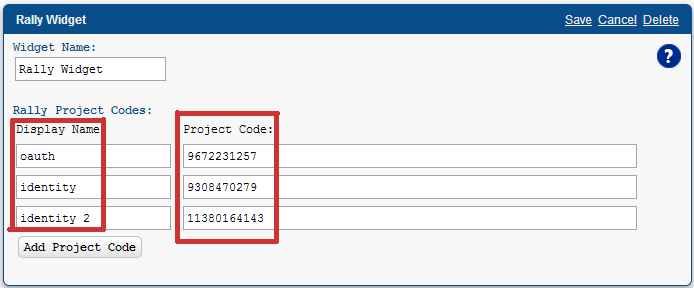 Rally Widget Save Cancel Delete
Widget Name:
?
Rally Widget
Rally Project Codes:
Display Name Project Code:
oauth 9672231257
identity 9308470279
identity 2 11380164143
Add Project Code